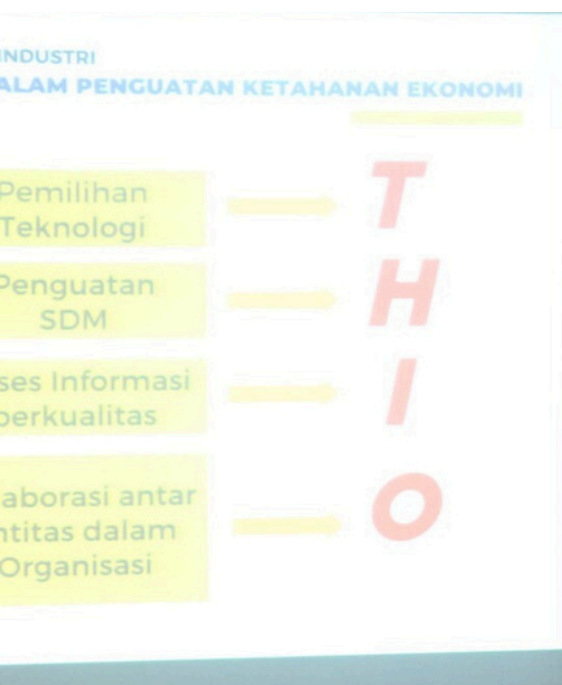 INDUSTRI
ALAM PENGUATAN KETAHANAN EKONOMI
Pemilihan
Teknologi
T
Penguatan
SDM
H
ses Informasi
berkualitas
I
aborasi antar
ntitas dalam
Organisasi
O